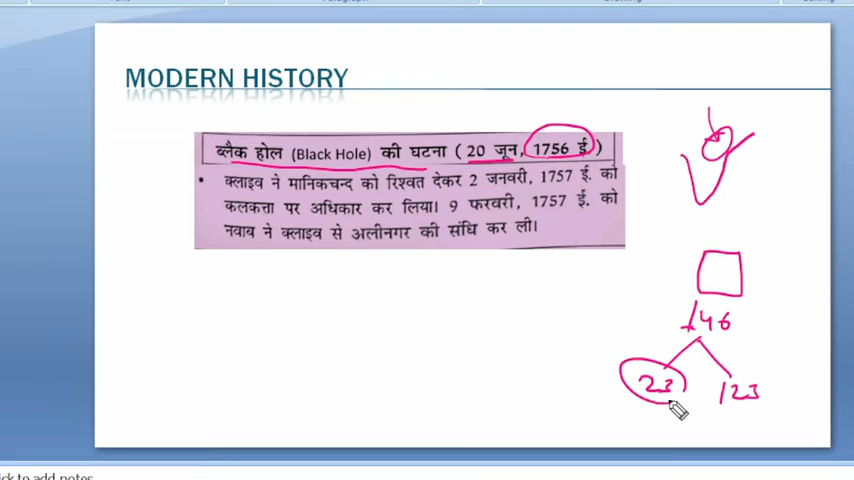 MODERN HISTORY
ब्लैक होल (Black Hole) की घटना ( 20 जून, 1756 ई )
• क्लाइव ने मानिकचन्द को रिश्वत देकर 2 जनवरी, 1757 ई. को
कलकत्ता पर अधिकार कर लिया। 9 फरवरी, 1757 ई. को
नवाब ने क्लाइव से अलीनगर की संधि कर ली।
146
23 123
ick to add notes